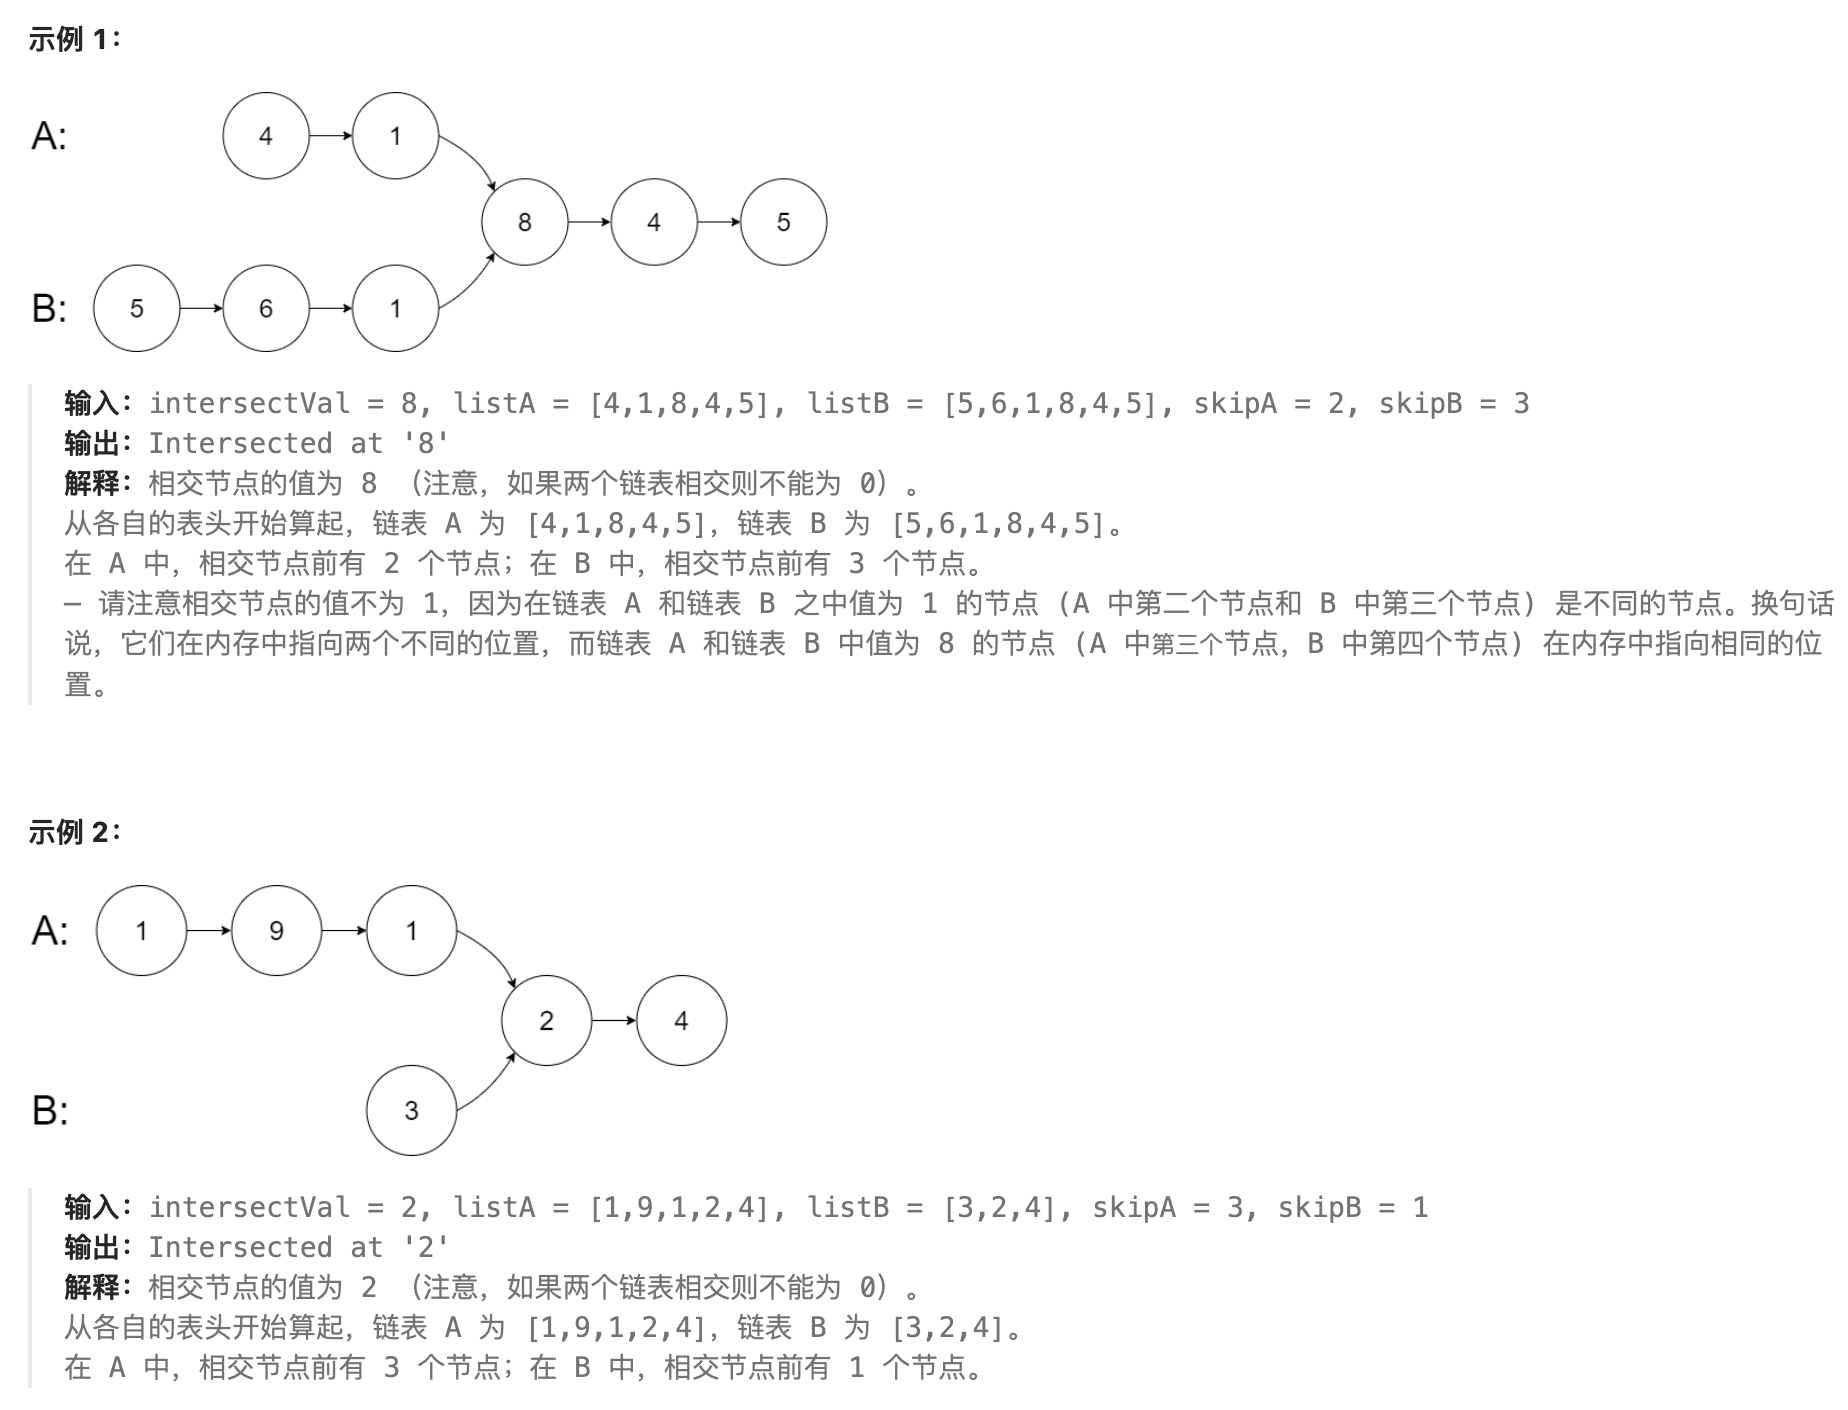 示例 1：
A:
4
1
8
4
5
B:
5
6
1
输入：intersectVal = 8, listA = [4,1,8,4,5], listB = [5,6,1,8,4,5], skipA = 2, skipB = 3
输出：Intersected at '8'
解释：相交节点的值为 8 （注意，如果两个链表相交则不能为 0）。
从各自的表头开始算起，链表 A 为 [4,1,8,4,5]，链表 B 为 [5,6,1,8,4,5]。
在 A 中，相交节点前有 2 个节点；在 B 中，相交节点前有 3 个节点。
— 请注意相交节点的值不为 1，因为在链表 A 和链表 B 之中值为 1 的节点 (A 中第二个节点和 B 中第三个节点) 是不同的节点。换句话
说，它们在内存中指向两个不同的位置，而链表 A 和链表 B 中值为 8 的节点 (A 中第三个节点，B 中第四个节点) 在内存中指向相同的位
置。
示例 2：
A:
1
9
1
2
4
B:
3
输入：intersectVal = 2, listA = [1,9,1,2,4], listB = [3,2,4], skipA = 3, skipB = 1
输出：Intersected at '2'
解释：相交节点的值为 2 （注意，如果两个链表相交则不能为 0）。
从各自的表头开始算起，链表 A 为 [1,9,1,2,4]，链表 B 为 [3,2,4]。
在 A 中，相交节点前有 3 个节点；在 B 中，相交节点前有 1 个节点。